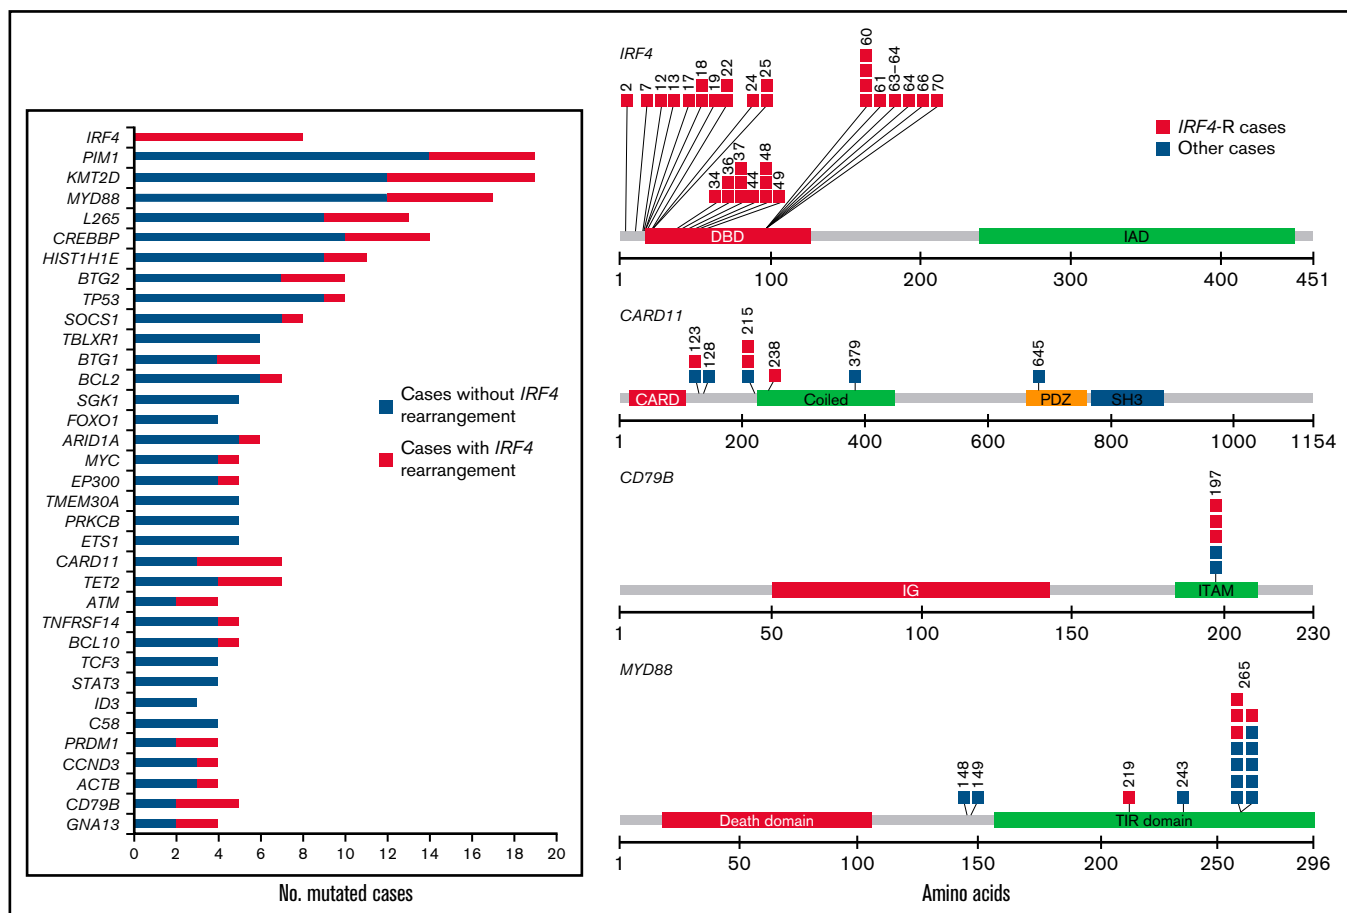 IRF4
PIM1
KMT2D
MYD88
L265
CREBBP
HIST1H1E
BTG2
TP53
SOCS1
TBLXR1
BTG1
BCL2
SGK1
FOXO1
ARID1A
MYC
EP300
TMEM30A
PRKCB
ETS1
CARD11
TET2
ATM
TNFRSF14
BCL10
TCF3
STAT3
ID3
C58
PRDM1
CCND3
ACTB
CD79B
GNA13
0 2 4 6 8 10 12 14 16 18 20
No. mutated cases
Cases without IRF4
rearrangement
Cases with IRF4
rearrangement
IRF4
2 7 12 13 17 18 19 22 24 25 60 61 63–64 64 66 70
34 36 37 44 48 49
IRF4-R cases
Other cases
DBD IAD
1 100 200 300 400 451
CARD11
123 128 215 238 379 645
CARD Coiled PDZ SH3
1 200 400 600 800 1000 1154
CD79B
197
IG ITAM
1 50 100 150 200 230
MYD88
148 149 219 243 265
Death domain TIR domain
1 50 100 150 200 250 296
Amino acids